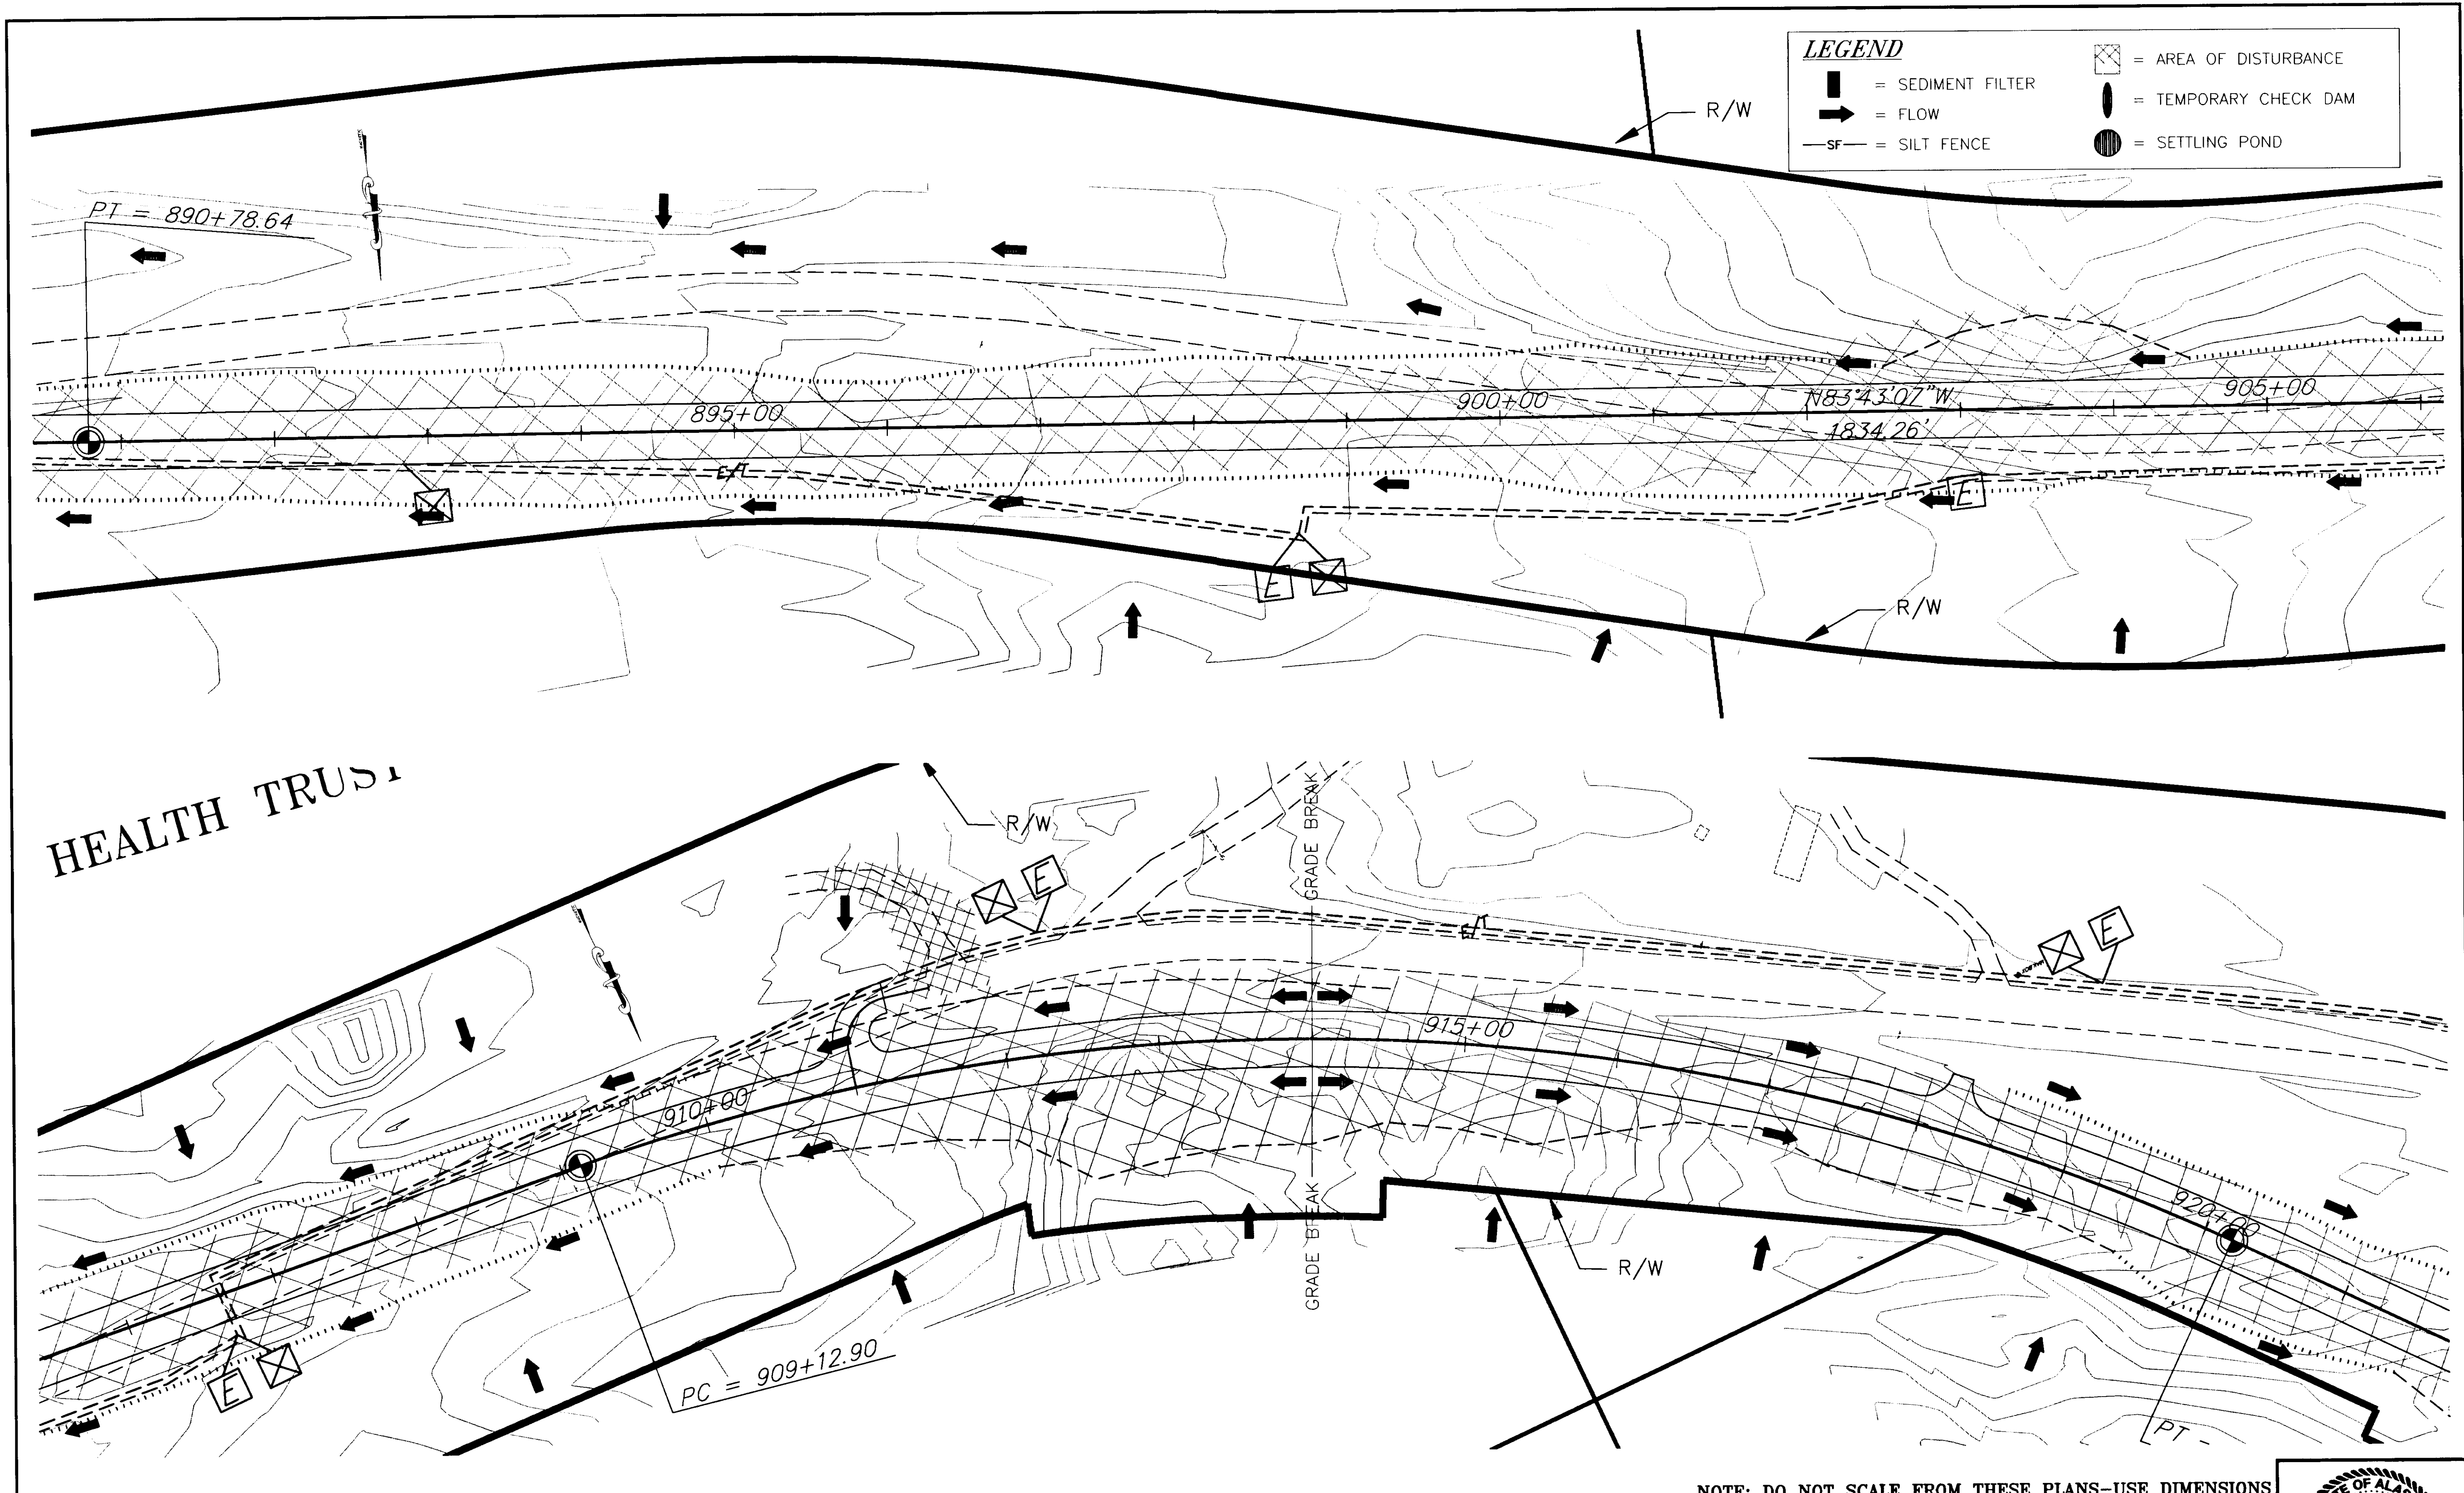 LEGEND
= SEDIMENT FILTER
= FLOW
SF = SILT FENCE
= AREA OF DISTURBANCE
= TEMPORARY CHECK DAM
= SETTLING POND
R/W
PT = 890+78.64
895+00
900+00
N83°43'07"W
1834.26'
905+00
E/T
E
E
R/W
HEALTH TRUST
R/W
E
GRADE BREAK
E/T
E
915+00
910+00
920+00
GRADE BREAK
R/W
E
PC = 909+12.90
PT -
NOTE: DO NOT SCALE FROM THESE PLANS-USE DIMENSIONS
OF ALA